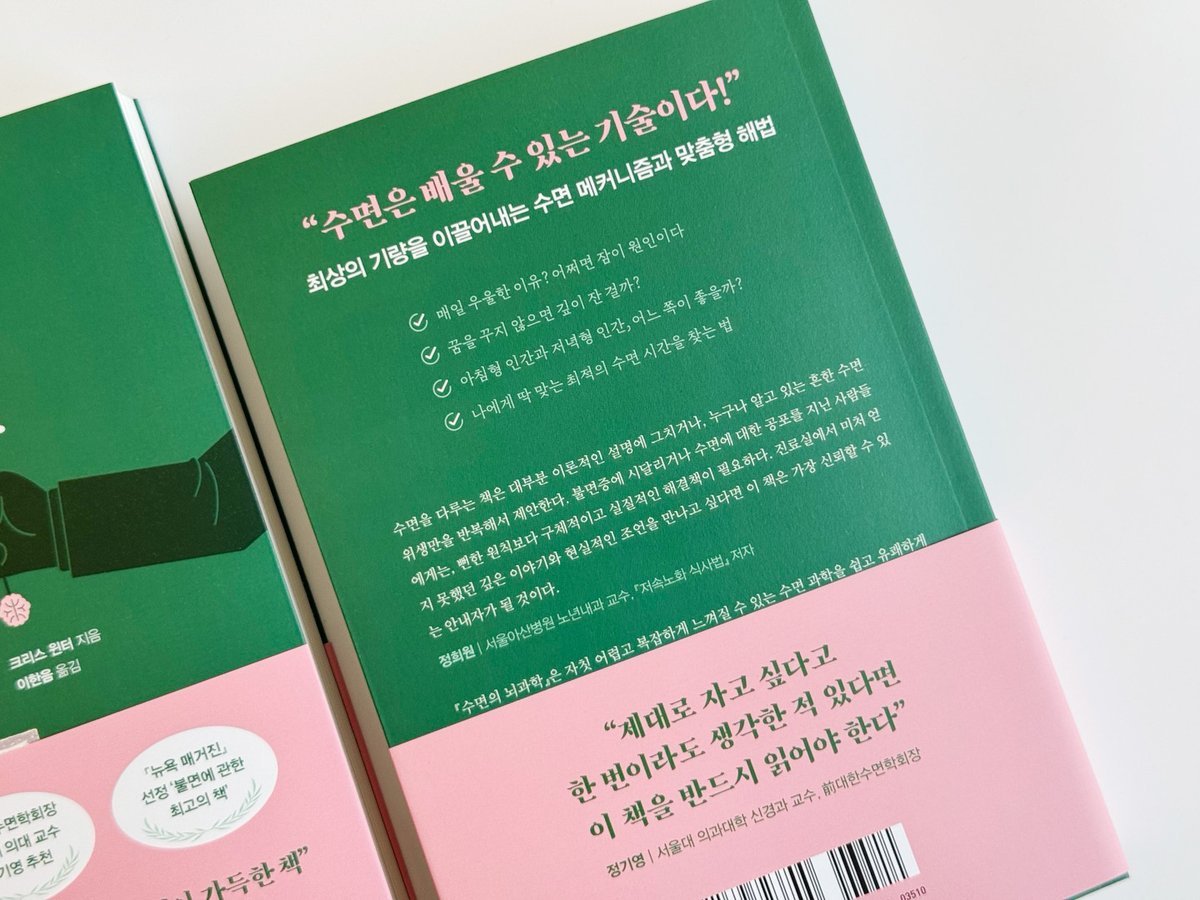 “수면은 배울 수 있는 기술이다!”
최상의 기량을 이끌어내는 수면 메커니즘과 맞춤형 해법
매일 우울한 이유? 어쩌면 잠이 원인이다
꿈을 꾸지 않으면 깊이 잔 걸까?
아침형 인간과 저녁형 인간, 어느 쪽이 좋을까?
나에게 딱 맞는 최적의 수면 시간을 찾는 법
수면을 다루는 책은 대부분 이론적인 설명에 그치거나, 누구나 알고 있는 흔한 수면
위생만을 반복해서 제안한다. 불면증에 시달리거나 수면에 대한 공포를 지닌 사람들
에게는, 뻔한 원칙보다 구체적이고 실질적인 해결책이 필요하다. 진료실에서 미처 얻
지 못했던 깊은 이야기와 현실적인 조언을 만나고 싶다면 이 책은 가장 신뢰할 수 있
는 안내자가 될 것이다.
정희원 | 서울아산병원 노년내과 교수, 『저속노화 식사법』 저자
『수면의 뇌과학』은 자칫 어렵고 복잡하게 느껴질 수 있는 수면 과학을 쉽고 유쾌하게
“제대로 자고 싶다고
한 번이라도 생각한 적 있다면
이 책을 반드시 읽어야 한다”
정기영 | 서울대 의과대학 신경과 교수, 前대한수면학회장
03510
크리스 윈터 지음
이한음 옮김
『뉴욕 매거진』
선정 ‘불면에 관한
최고의 책’
수면학회장
의대 교수
기영 추천
가득한 책”